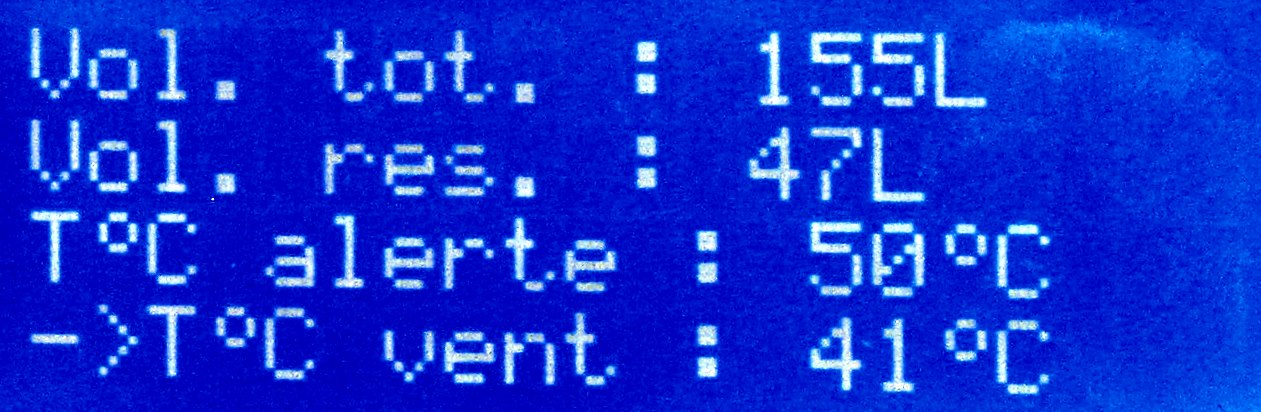 Vol. tot. : 155L
Vol. res. : 47L
T°C alerte : 50°C
->T°C vent : 41°C